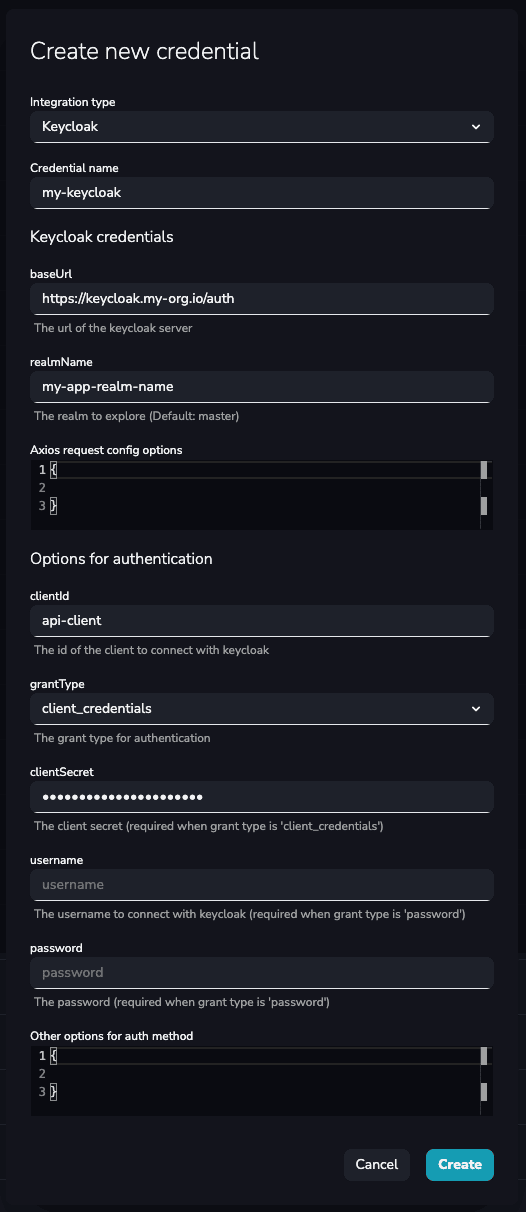 Create new credential
Integration type
Keycloak
Credential name
my-keycloak
Keycloak credentials
baseUrl
https://keycloak.my-org.io/auth
The url of the keycloak server
realmName
my-app-realm-name
The realm to explore (Default: master)
Axios request config options
1 {
2
3 }
Options for authentication
clientId
api-client
The id of the client to connect with keycloak
grantType
client_credentials
The grant type for authentication
clientSecret
••••••••••••••••••••••
The client secret (required when grant type is 'client_credentials')
username
username
The username to connect with keycloak (required when grant type is 'password')
password
password
The password (required when grant type is 'password')
Other options for auth method
1 {
2
3 }
Cancel Create